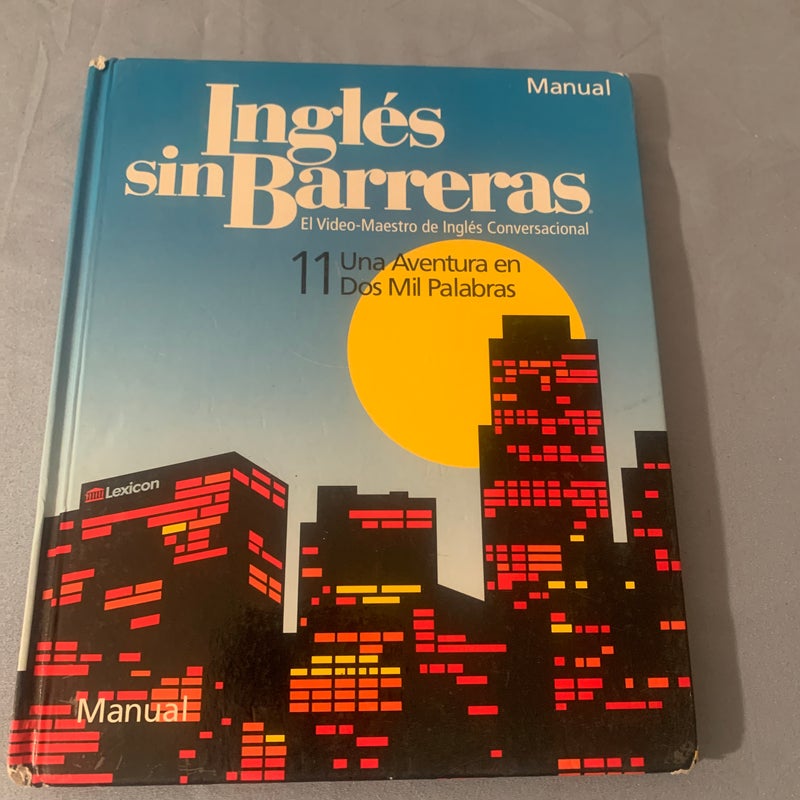 Manual
Inglés
sin Barreras®
El Video-Maestro de Inglés Conversacional
11 Una Aventura en
Dos Mil Palabras
Lexicon
Manual